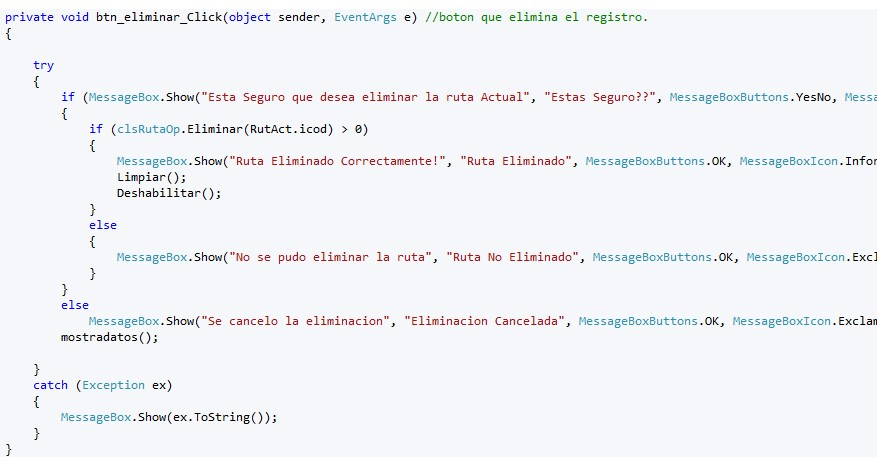 private void btn_eliminar_Click(object sender, EventArgs e) //boton que elimina el registro.
{
try
{
if (MessageBox.Show("Esta Seguro que desea eliminar la ruta Actual", "Estas Seguro??", MessageBoxButtons.YesNo, Messa
{
if (clsRutaOp.Eliminar(RutAct.icod) > 0)
{
MessageBox.Show("Ruta Eliminado Correctamente!", "Ruta Eliminado", MessageBoxButtons.OK, MessageBoxIcon.Infor
Limpiar();
Deshabilitar();
}
else
{
MessageBox.Show("No se pudo eliminar la ruta", "Ruta No Eliminado", MessageBoxButtons.OK, MessageBoxIcon.Excl
}
}
else
MessageBox.Show("Se cancelo la eliminacion", "Eliminacion Cancelada", MessageBoxButtons.OK, MessageBoxIcon.Exclam
mostradatos();
}
catch (Exception ex)
{
MessageBox.Show(ex.ToString());
}
}